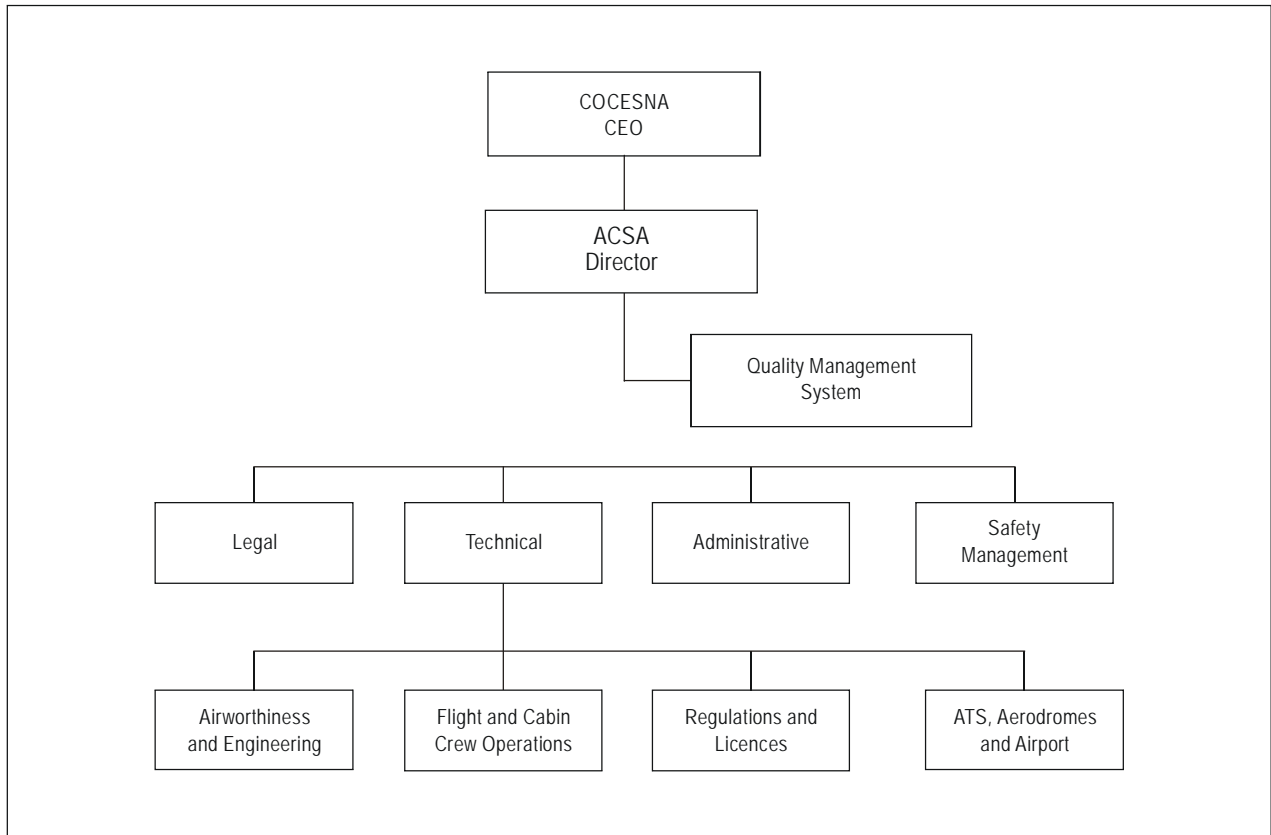 COCESNA
CEO
ACSA
Director
Quality Management
System
Legal
Technical
Administrative
Safety
Management
Airworthiness
and Engineering
Flight and Cabin
Crew Operations
Regulations and
Licences
ATS, Aerodromes
and Airport